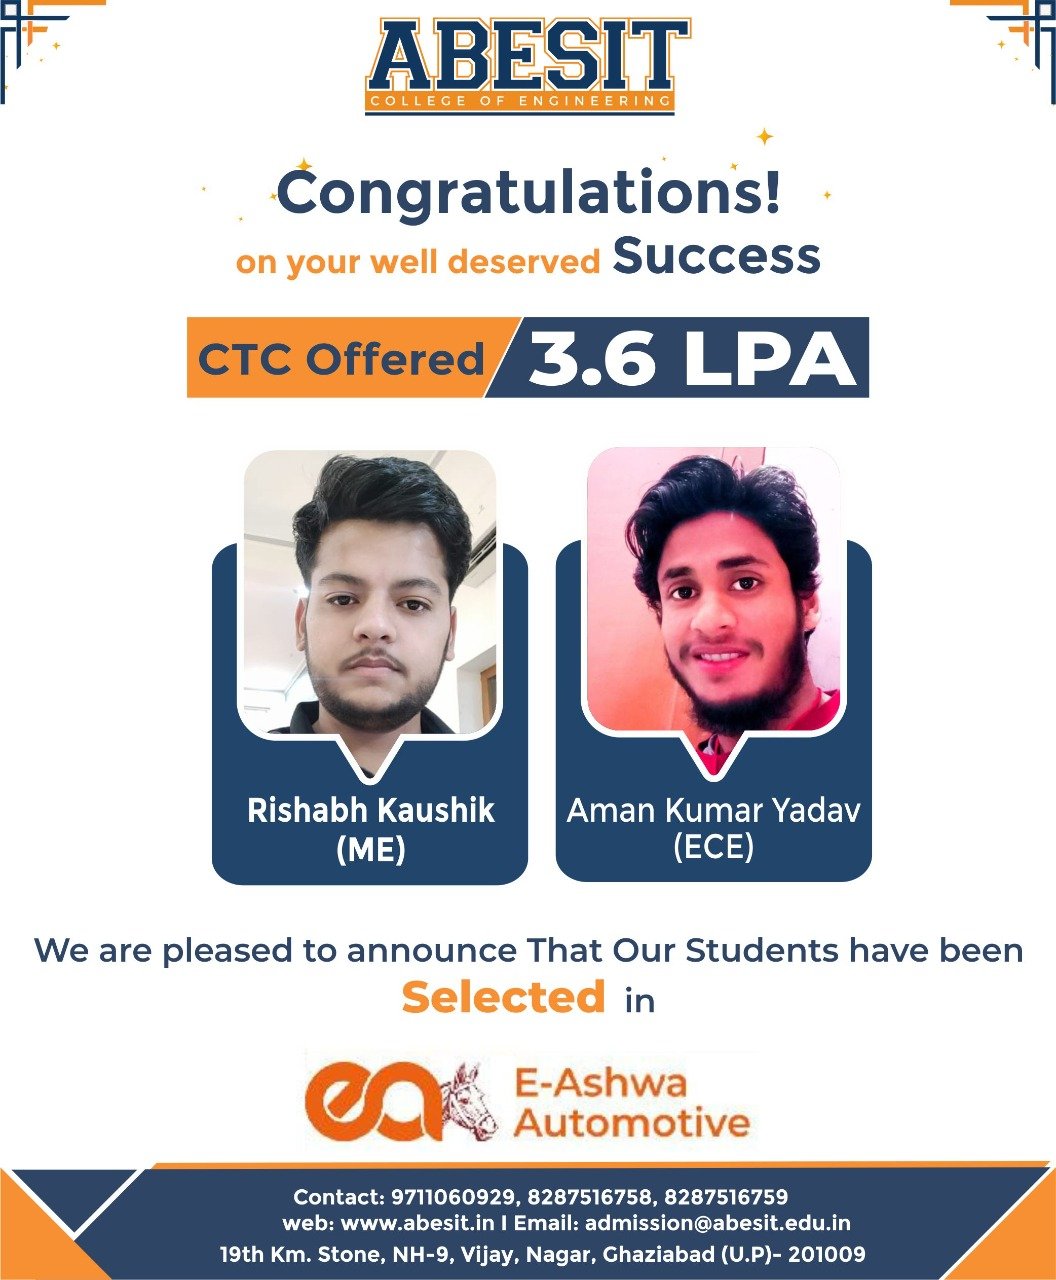 ABESIT
COLLEGE OF ENGINEERING
Congratulations!
on your well deserved Success
CTC Offered 3.6 LPA
Rishabh Kaushik
(ME)
Aman Kumar Yadav
(ECE)
We are pleased to announce That Our Students have been
Selected in
ea E-Ashwa
Automotive
Contact: 9711060929, 8287516758, 8287516759
web: www.abesit.in I Email: admission@abesit.edu.in
19th Km. Stone, NH-9, Vijay, Nagar, Ghaziabad (U.P)- 201009